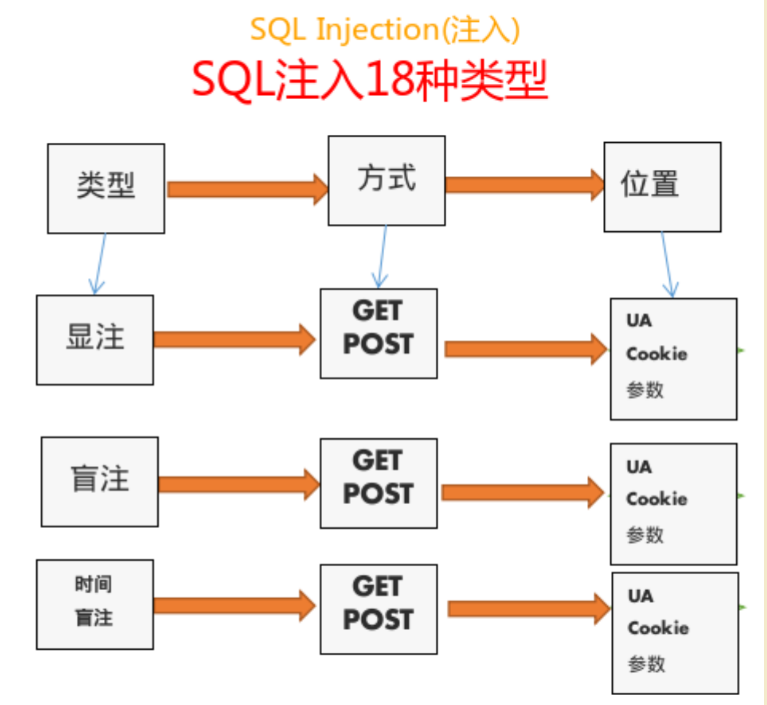 SQL Injection(注入)
SQL注入18种类型
类型
方式
位置
显注
GET
POST
UA
Cookie
参数
盲注
GET
POST
UA
Cookie
参数
时间
盲注
GET
POST
UA
Cookie
参数